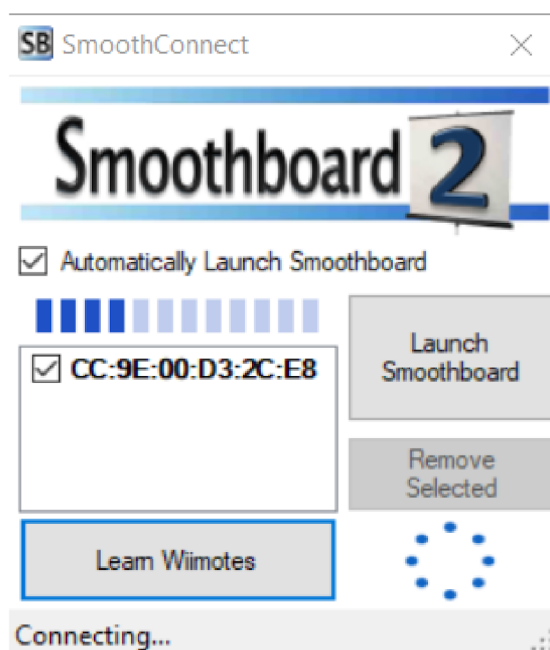 SB SmoothConnect
Smoothboard 2
Automatically Launch Smoothboard
CC:9E:00:D3:2C:E8
Launch
Smoothboard
Remove
Selected
Learn Wiimotes
Connecting...